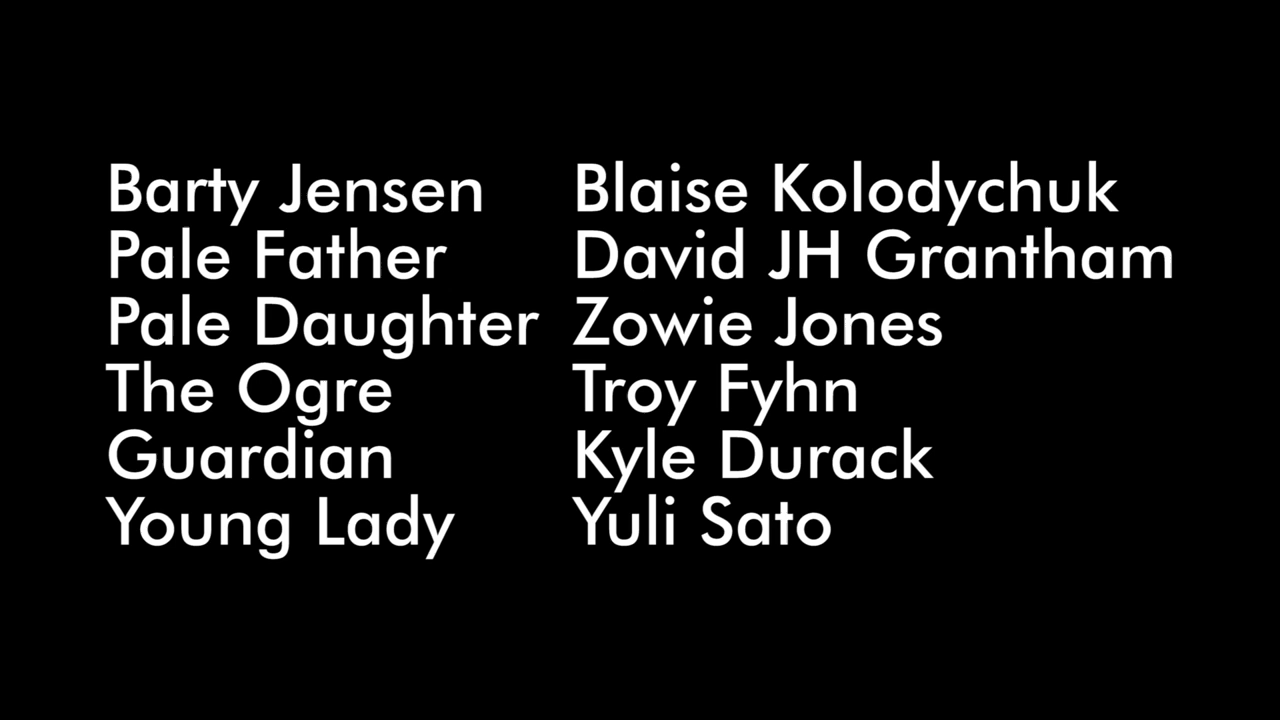 Barty Jensen Blaise Kolodychuk
Pale Father David JH Grantham
Pale Daughter Zowie Jones
The Ogre Troy Fyhn
Guardian Kyle Durack
Young Lady Yuli Sato